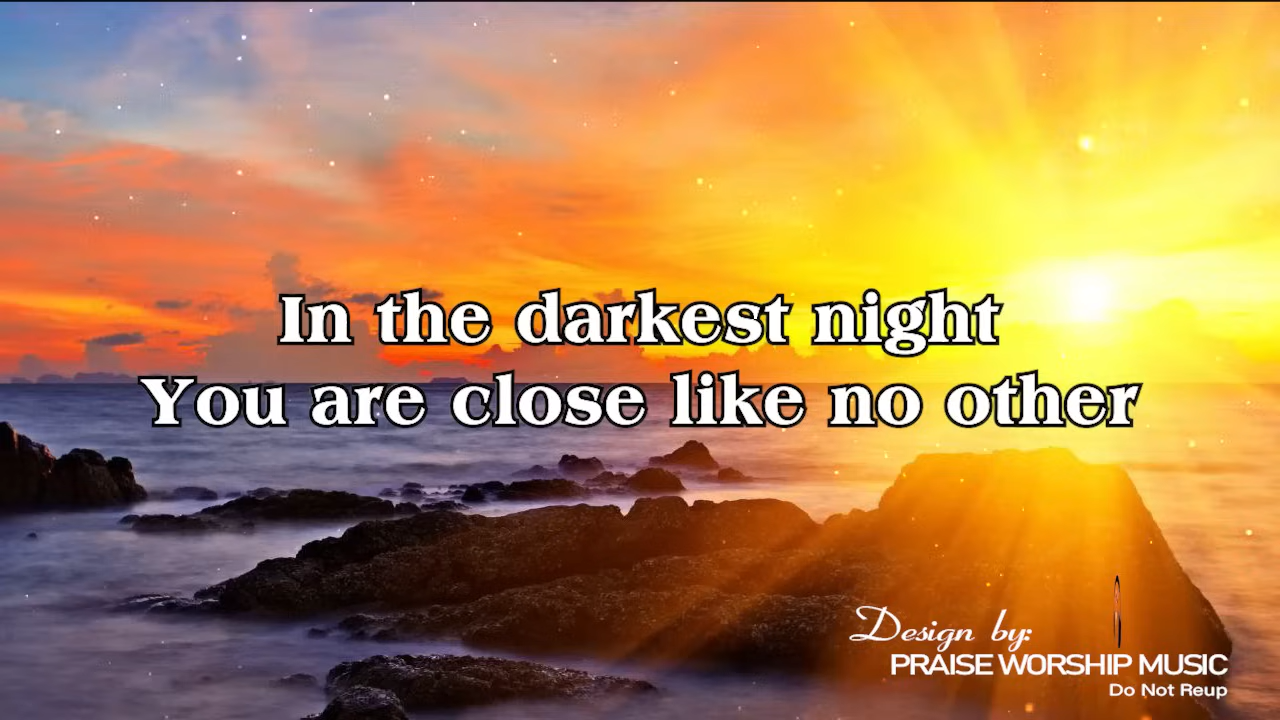 In the darkest night
You are close like no other
Design by:
PRAISE WORSHIP MUSIC
Do Not Reup